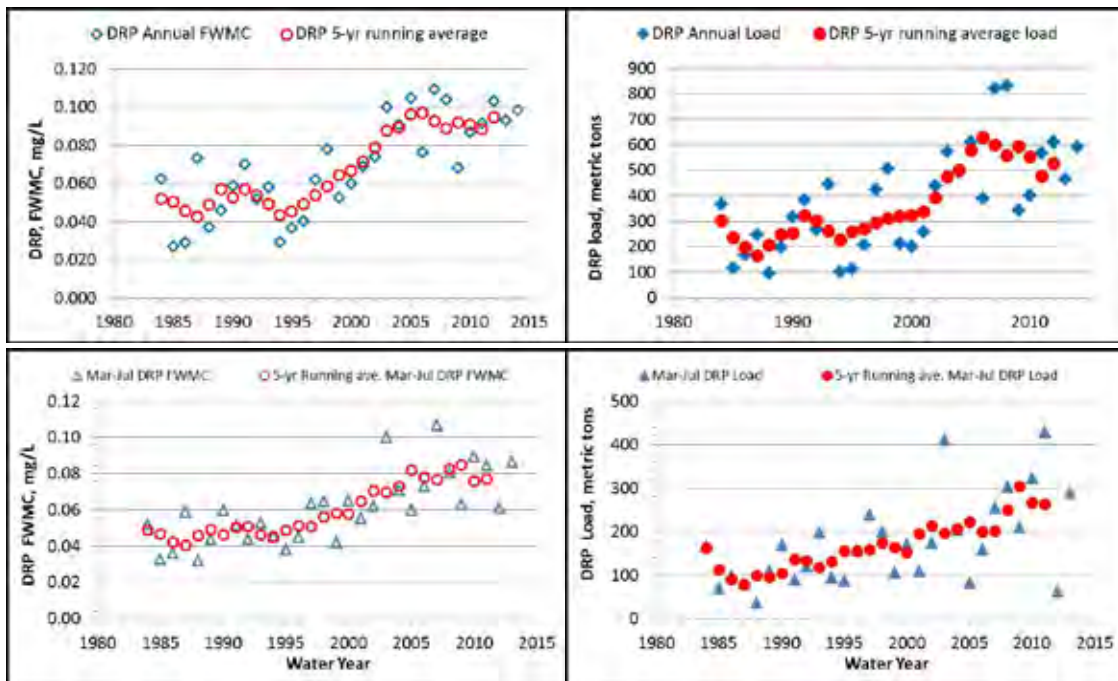 DRP Annual FWMC DRP 5-yr running average
DRP, FWMC, mg/L
0.120
0.100
0.080
0.060
0.040
0.020
0.000
1980 1985 1990 1995 2000 2005 2010 2015
DRP Annual Load DRP 5-yr running average load
DRP load, metric tons
900
800
700
600
500
400
300
200
100
0
1980 1990 2000 2010
Mar-Jul DRP FWMC 5-yr Running ave. Mar-Jul DRP FWMC
DRP FWMC, mg/L
0.12
0.10
0.08
0.06
0.04
0.02
0.00
1980 1985 1990 1995 2000 2005 2010 2015
Water Year
Mar-Jul DRP Load 5-yr Running ave. Mar-Jul DRP Load
DRP Load, metric tons
500
400
300
200
100
0
1980 1985 1990 1995 2000 2005 2010 2015
Water Year